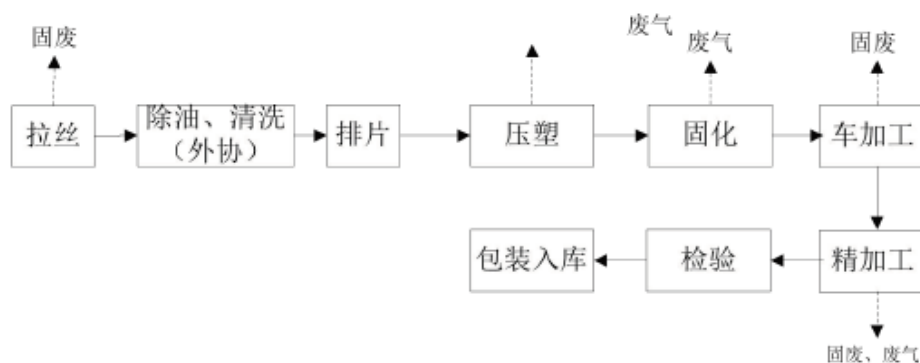 废气
固废
废气
固废
拉丝
除油、清洗
（外协）
排片
压塑
固化
车加工
包装入库
检验
精加工
固废、废气